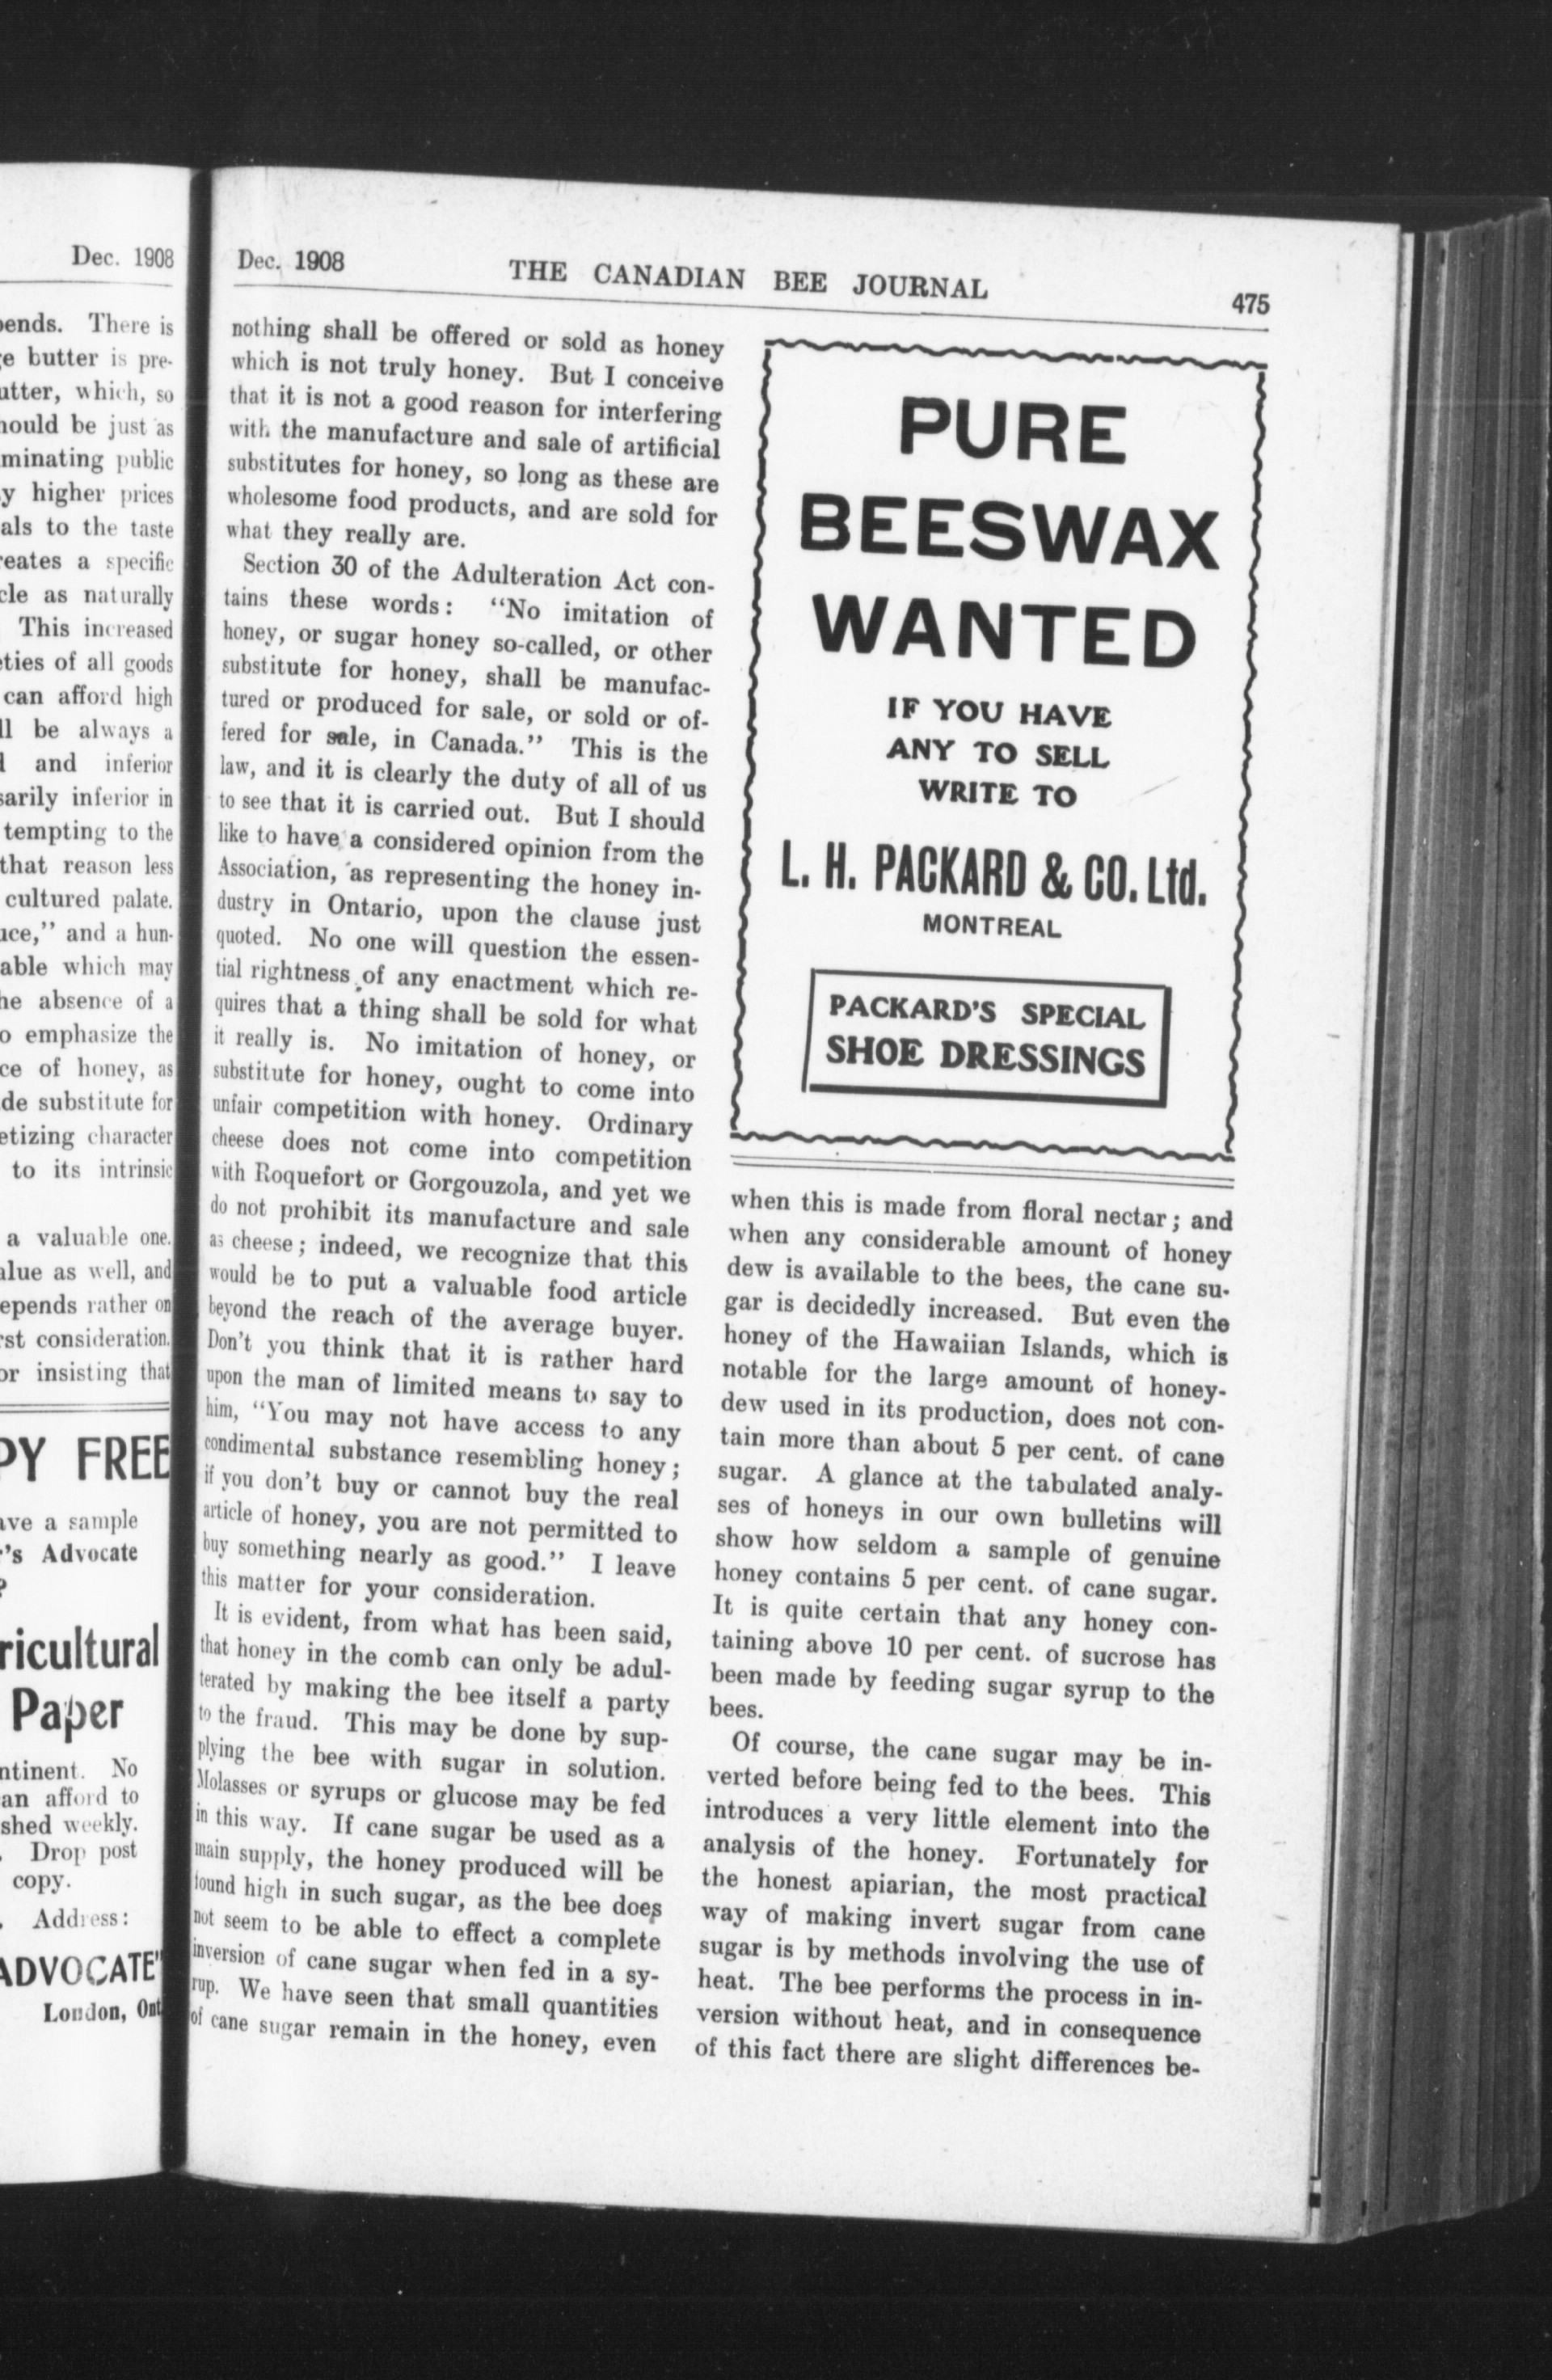 Dec. 1908
ends. There is
e butter is pre-
utter, which, so
ould be just as
minating public
y higher prices
als to the taste
reates a specific
cle as naturally
This increased
ties of all goods
can afford high
ll be always a
and inferior
sarily inferior in
tempting to the
that reason less
cultured palate.
uce," and a hun-
able which may
he absence of a
o emphasize the
ce of honey, as
de substitute for
etizing character
to its intrinsic
a valuable one.
alue as well, and
epends rather on
rst consideration.
or insisting that
PY FREE
ave a sample
r's Advocate
?
ricultural
Paper
ntinent. No
an afford to
shed weekly.
. Drop post
copy.
. Address:
ADVOCATE"
London, Ont
Dec. 1908
THE CANADIAN BEE JOURNAL
475
nothing shall be offered or sold as honey
which is not truly honey. But I conceive
that it is not a good reason for interfering
with the manufacture and sale of artificial
substitutes for honey, so long as these are
wholesome food products, and are sold for
what they really are.
Section 30 of the Adulteration Act con-
tains these words: "No imitation of
honey, or sugar honey so-called, or other
substitute for honey, shall be manufac-
tured or produced for sale, or sold or of-
fered for sale, in Canada." This is the
law, and it is clearly the duty of all of us
to see that it is carried out. But I should
like to have a considered opinion from the
Association, as representing the honey in-
dustry in Ontario, upon the clause just
quoted. No one will question the essen-
tial rightness of any enactment which re-
quires that a thing shall be sold for what
it really is. No imitation of honey, or
substitute for honey, ought to come into
unfair competition with honey. Ordinary
cheese does not come into competition
with Roquefort or Gorgouzola, and yet we
do not prohibit its manufacture and sale
as cheese; indeed, we recognize that this
would be to put a valuable food article
beyond the reach of the average buyer.
Don't you think that it is rather hard
upon the man of limited means to say to
him, "You may not have access to any
condimental substance resembling honey;
if you don't buy or cannot buy the real
article of honey, you are not permitted to
buy something nearly as good." I leave
this matter for your consideration.
It is evident, from what has been said,
that honey in the comb can only be adul-
terated by making the bee itself a party
to the fraud. This may be done by sup-
plying the bee with sugar in solution.
Molasses or syrups or glucose may be fed
in this way. If cane sugar be used as a
main supply, the honey produced will be
found high in such sugar, as the bee does
not seem to be able to effect a complete
inversion of cane sugar when fed in a sy-
rup. We have seen that small quantities
of cane sugar remain in the honey, even
PURE
BEESWAX
WANTED
IF YOU HAVE
ANY TO SELL
WRITE TO
L. H. PACKARD & CO. Ltd.
MONTREAL
PACKARD'S SPECIAL
SHOE DRESSINGS
when this is made from floral nectar; and
when any considerable amount of honey
dew is available to the bees, the cane su-
gar is decidedly increased. But even the
honey of the Hawaiian Islands, which is
notable for the large amount of honey-
dew used in its production, does not con-
tain more than about 5 per cent. of cane
sugar. A glance at the tabulated analy-
ses of honeys in our own bulletins will
show how seldom a sample of genuine
honey contains 5 per cent. of cane sugar.
It is quite certain that any honey con-
taining above 10 per cent. of sucrose has
been made by feeding sugar syrup to the
bees.
Of course, the cane sugar may be in-
verted before being fed to the bees. This
introduces a very little element into the
analysis of the honey. Fortunately for
the honest apiarian, the most practical
way of making invert sugar from cane
sugar is by methods involving the use of
heat. The bee performs the process in in-
version without heat, and in consequence
of this fact there are slight differences be-